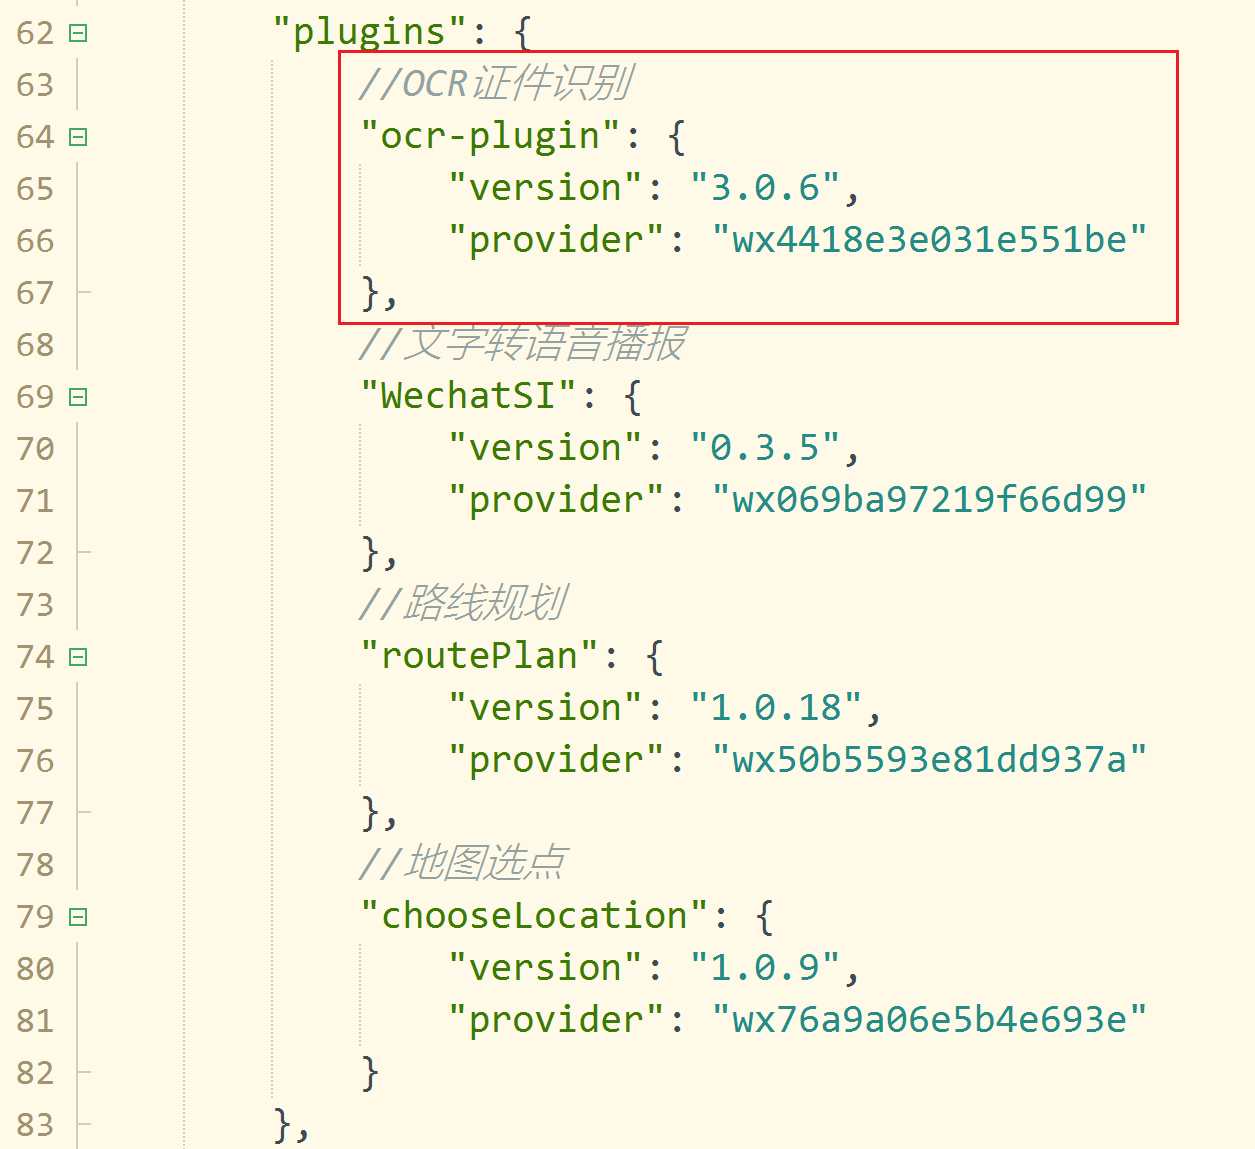 62 "plugins": {
63 //OCR证件识别
64 "ocr-plugin": {
65 "version": "3.0.6",
66 "provider": "wx4418e3e031e551be"
67 },
68 //文字转语音播报
69 "WechatSI": {
70 "version": "0.3.5",
71 "provider": "wx069ba97219f66d99"
72 },
73 //路线规划
74 "routePlan": {
75 "version": "1.0.18",
76 "provider": "wx50b5593e81dd937a"
77 },
78 //地图选点
79 "chooseLocation": {
80 "version": "1.0.9",
81 "provider": "wx76a9a06e5b4e693e"
82 }
83 },